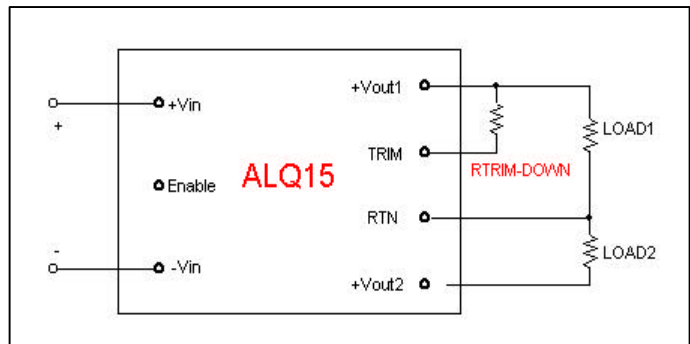 +Vout1
+Vin
+
LOAD1
TRIM
RTRIM-DOWN
Enable
ALQ15
RTN
-
-Vin
LOAD2
+Vout2